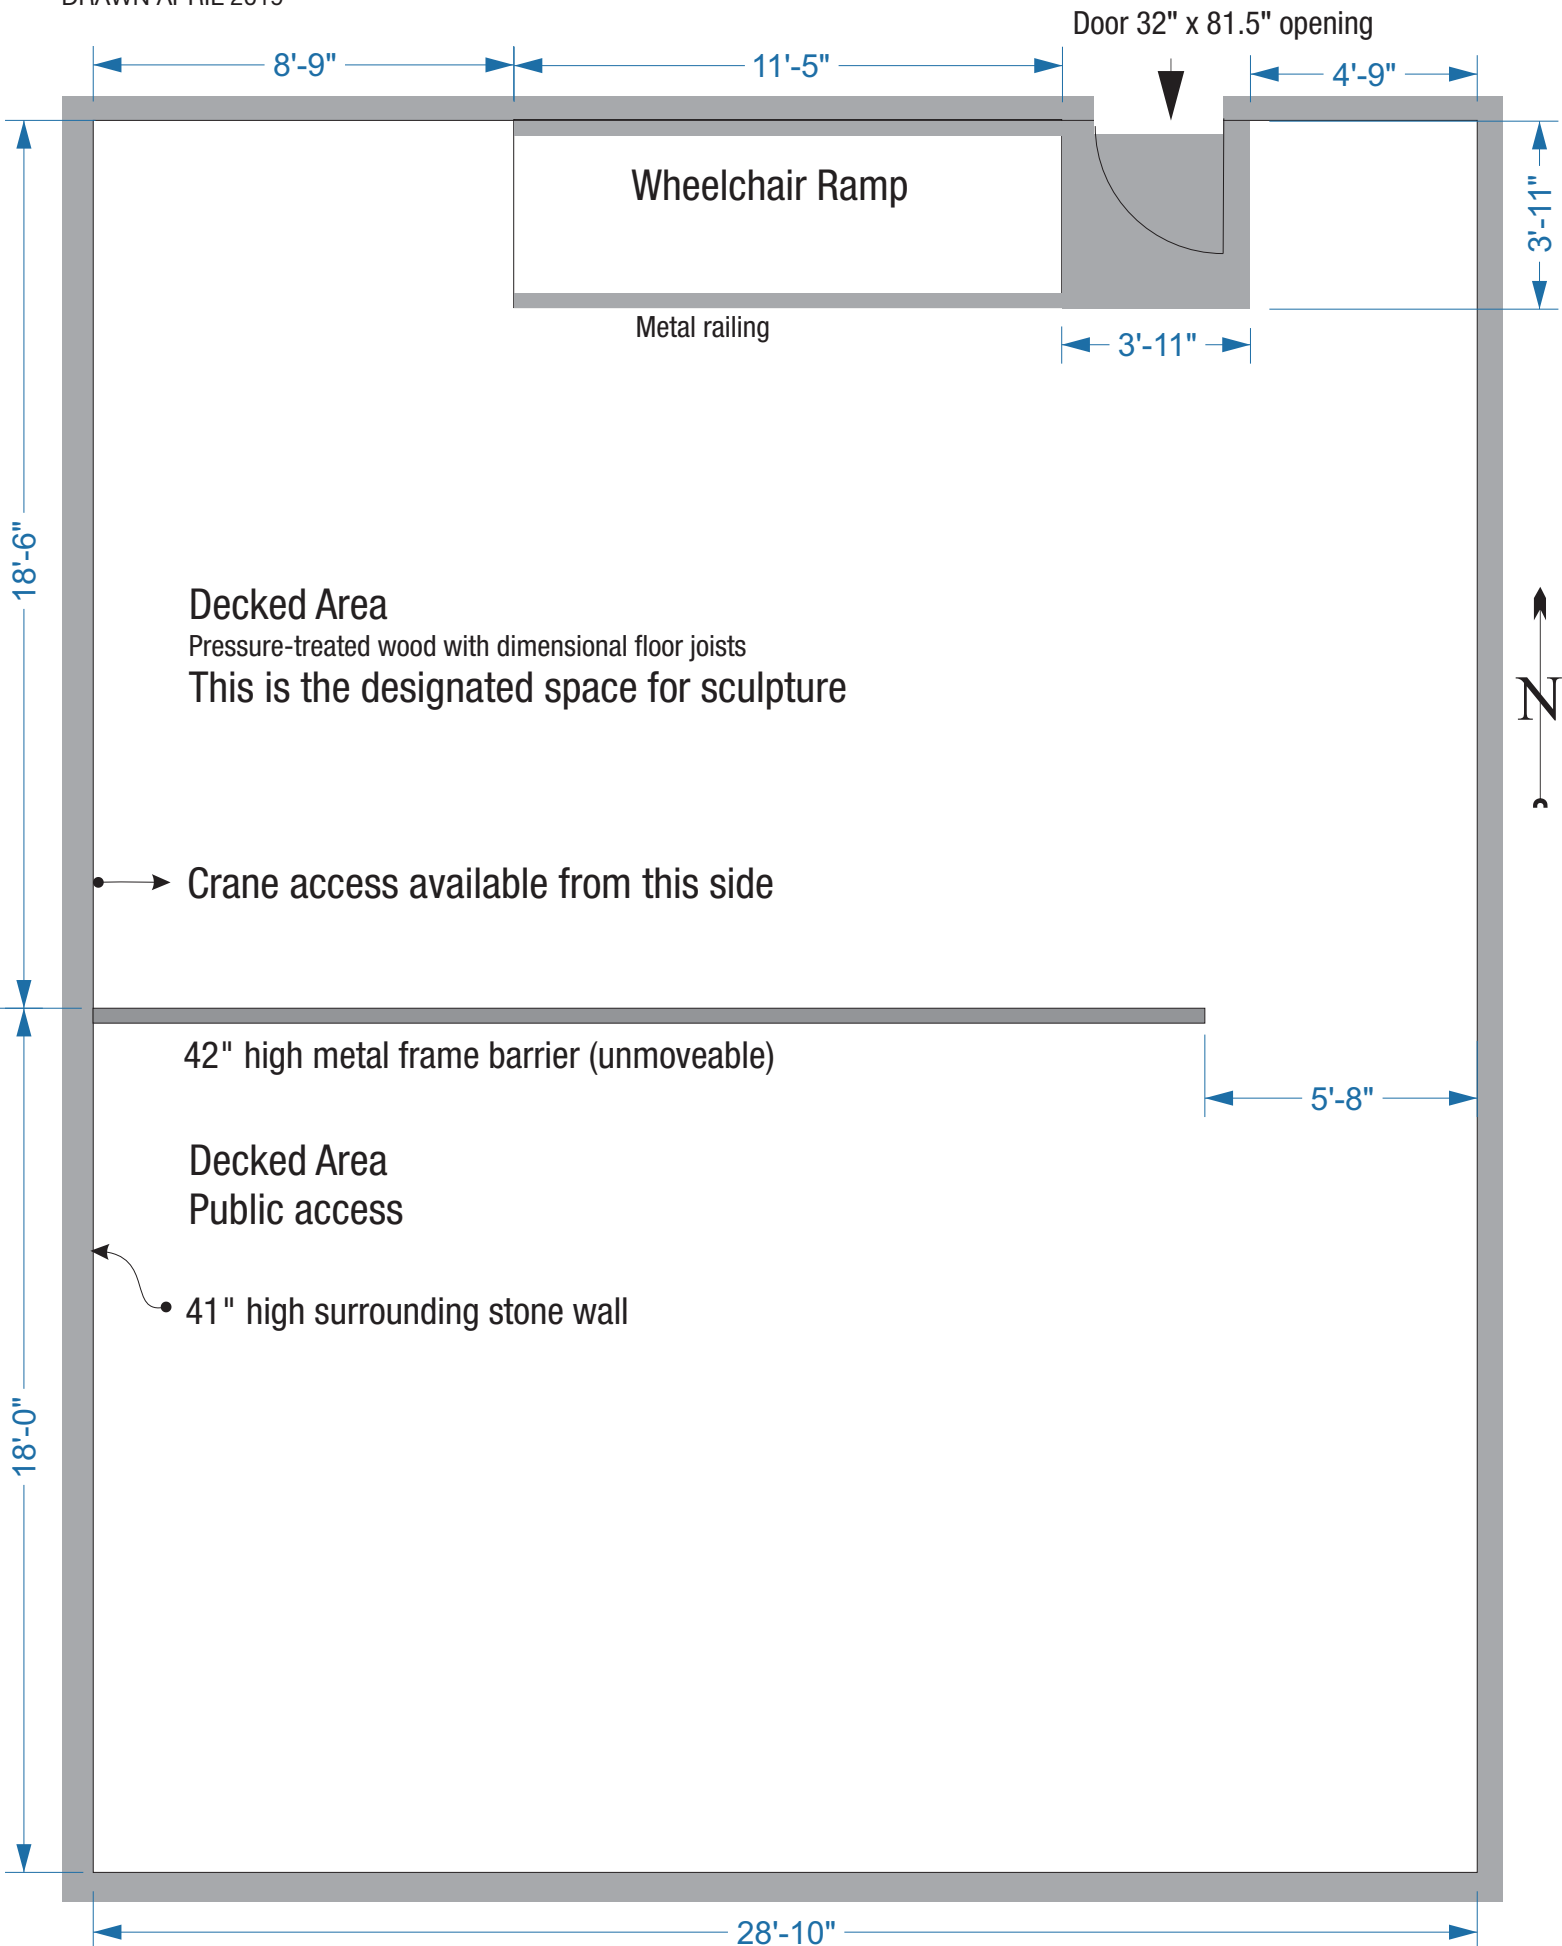 DRAWN APRIL 2019
Door 32" x 81.5" opening
8'-9"
11'-5"
4'-9"
Wheelchair Ramp
3'-11"
Metal railing
3'-11"
18'-6"
Decked Area
Pressure-treated wood with dimensional floor joists
This is the designated space for sculpture
N
Crane access available from this side
42" high metal frame barrier (unmoveable)
5'-8"
Decked Area
Public access
41" high surrounding stone wall
18'-0"
28'-10"